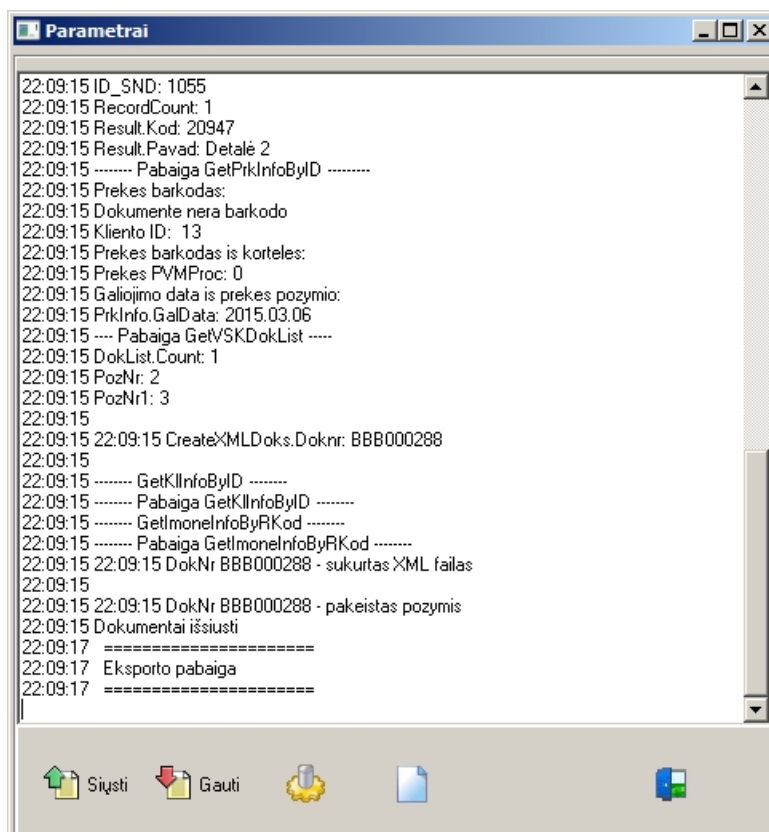 Parametrai
22:09:15 ID_SND: 1055
22:09:15 RecordCount: 1
22:09:15 Result.Kod: 20947
22:09:15 Result.Pavad: Detalė 2
22:09:15 -------- Pabaiga GetPrkInfoByID ---------
22:09:15 Prekes barkodas:
22:09:15 Dokumente nera barkodo
22:09:15 Kliento ID:  13
22:09:15 Prekes barkodas is korteles:
22:09:15 Prekes PVMProc: 0
22:09:15 Galiojimo data is prekes pozymio:
22:09:15 PrkInfo.GalData: 2015.03.06
22:09:15 ---- Pabaiga GetVSKDokList -----
22:09:15 DokList.Count: 1
22:09:15 PozNr: 2
22:09:15 PozNr1: 3
22:09:15
22:09:15 22:09:15 CreateXMLDoks.Doknr: BBB000288
22:09:15
22:09:15 -------- GetKlInfoByID --------
22:09:15 -------- Pabaiga GetKlInfoByID --------
22:09:15 -------- GetImoneInfoByRKod --------
22:09:15 -------- Pabaiga GetImoneInfoByRKod --------
22:09:15 22:09:15 DokNr BBB000288 - sukurtas XML failas
22:09:15
22:09:15 22:09:15 DokNr BBB000288 - pakeistas pozymis
22:09:15 Dokumentai išsiusti
22:09:17   ======================
22:09:17   Eksporto pabaiga
22:09:17   ======================
Siųsti Gauti